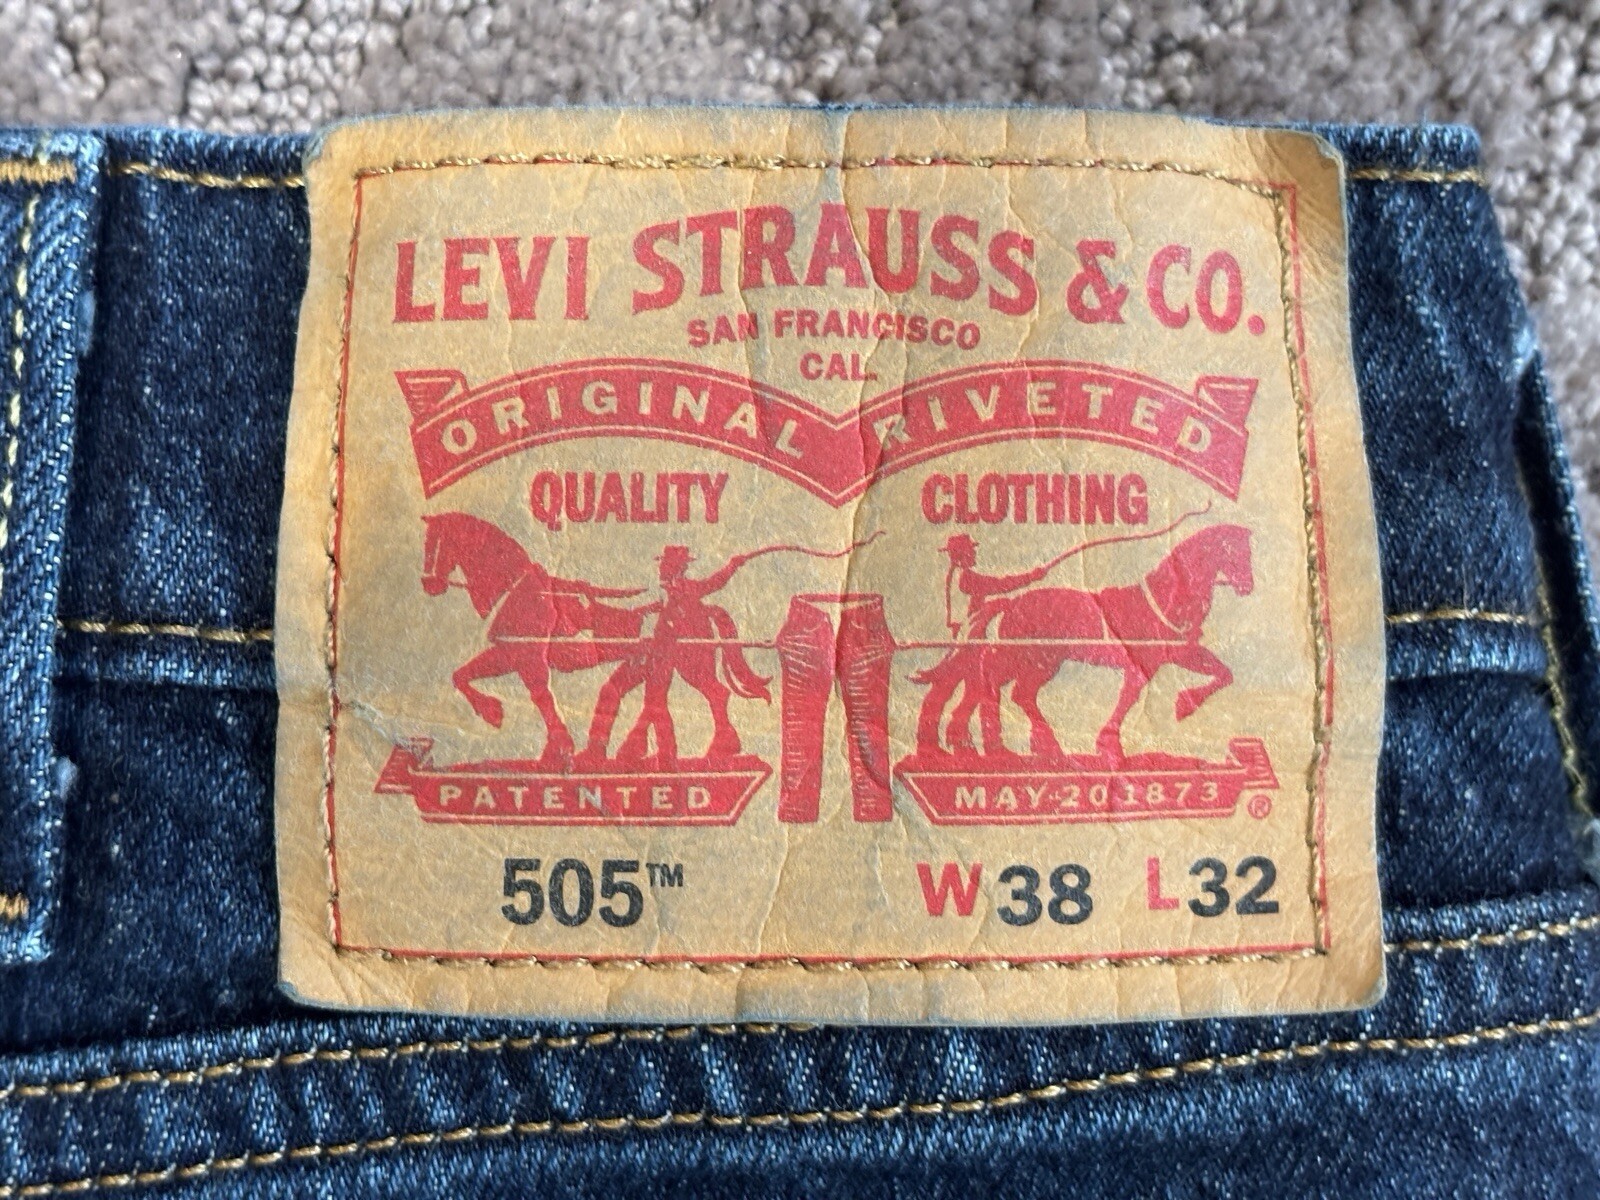 LEVI STRAUSS & CO.
SAN FRANCISCO
CAL.
ORIGINAL RIVETED
QUALITY CLOTHING
PATENTED MAY 20 1873 ®
505™ W38 L32